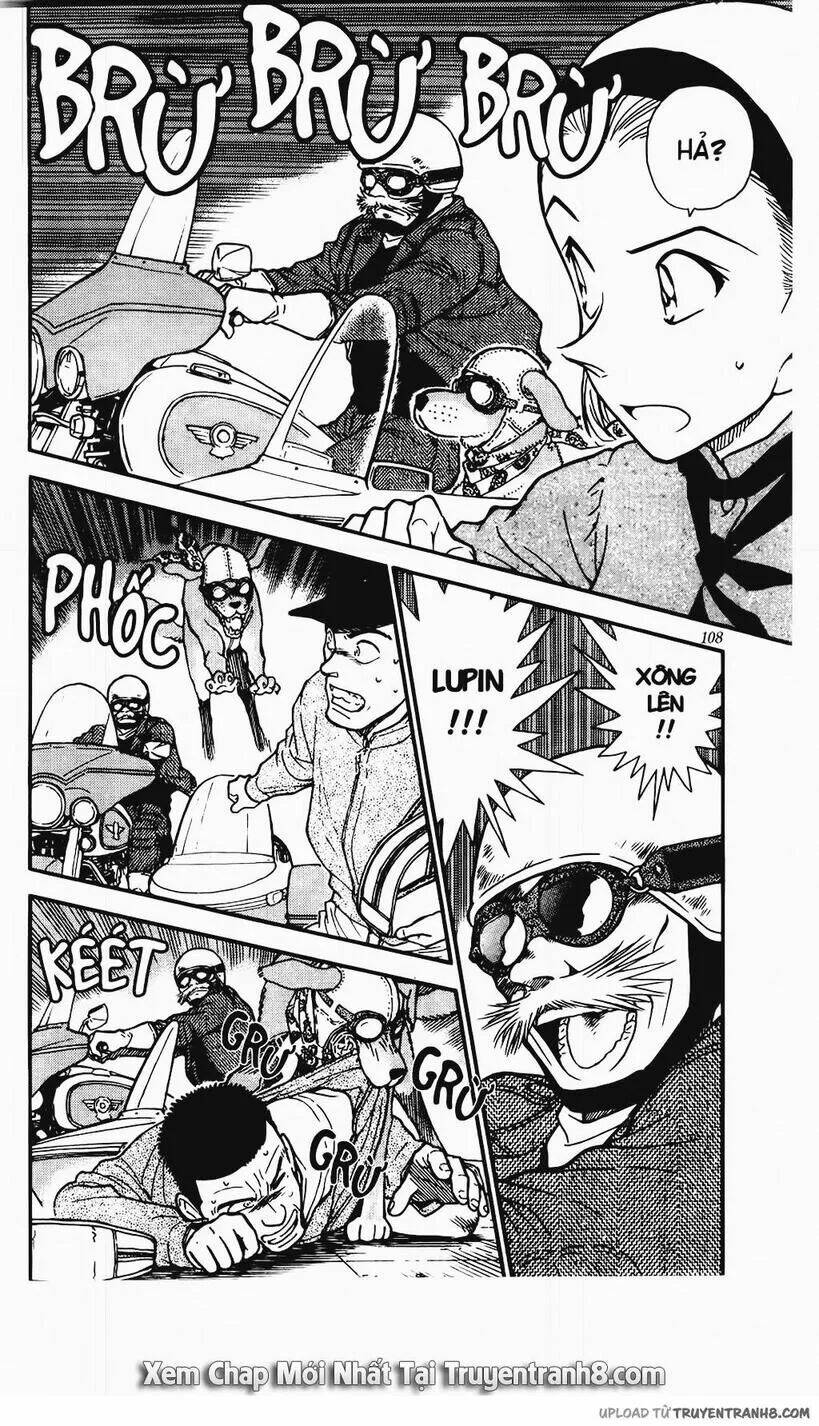 BRỪ BRỪ BRỪ
HẢ?
PHỐC
108
XÔNG
LÊN
!!
LUPIN
!!!
KÉÉT
GRỪ
GRỪ
GRỪ
Xem Chap Mới Nhất Tại Truyentranh8.com
UPLOAD TỪ TRUYENTRANH8.COM